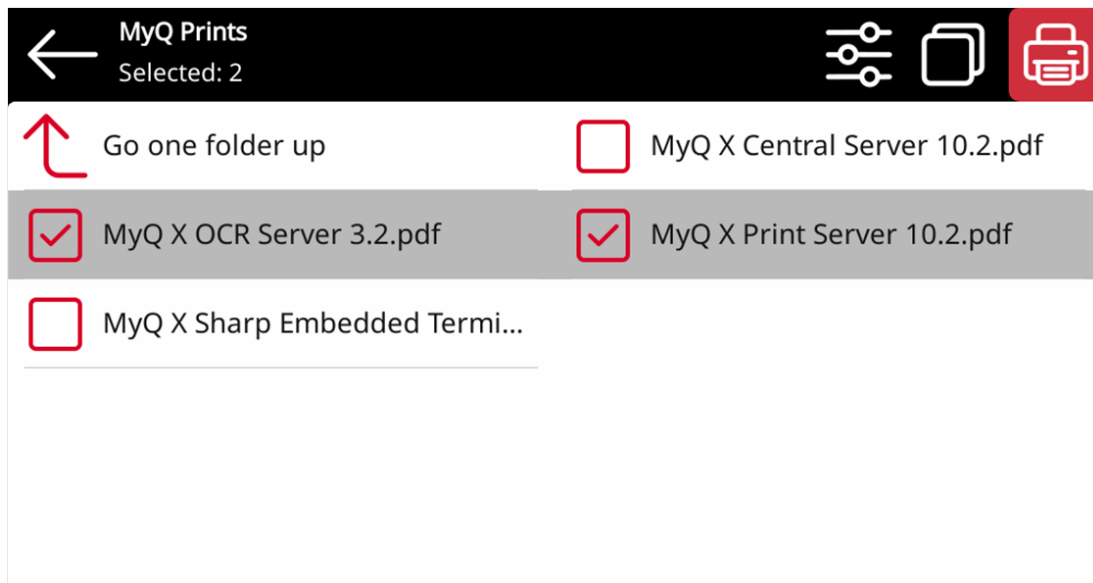 MyQ Prints
Selected: 2
Go one folder up
MyQ X Central Server 10.2.pdf
MyQ X OCR Server 3.2.pdf
MyQ X Print Server 10.2.pdf
MyQ X Sharp Embedded Termi...